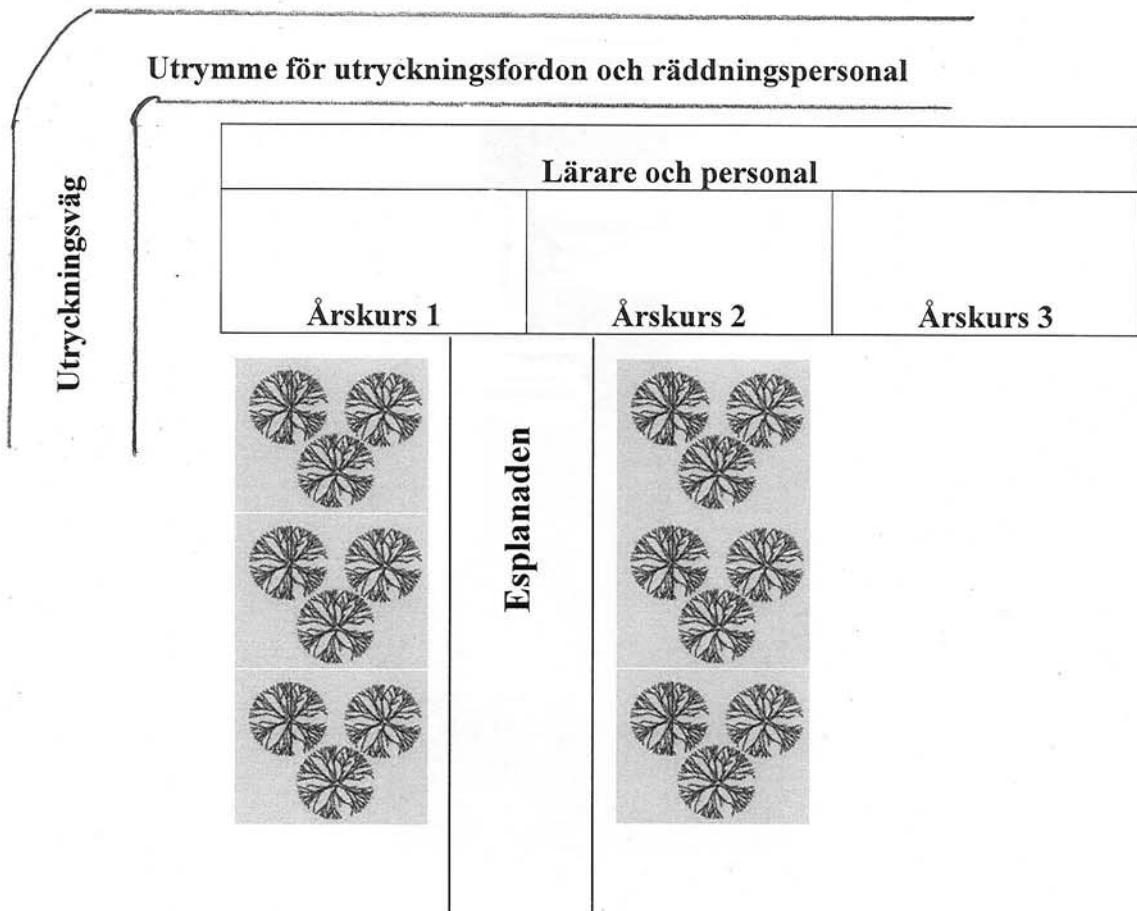 Utrymme för utryckningsfordon och räddningspersonal
Utryckningsväg
Lärare och personal
Årskurs 1
Årskurs 2
Årskurs 3
Esplanaden